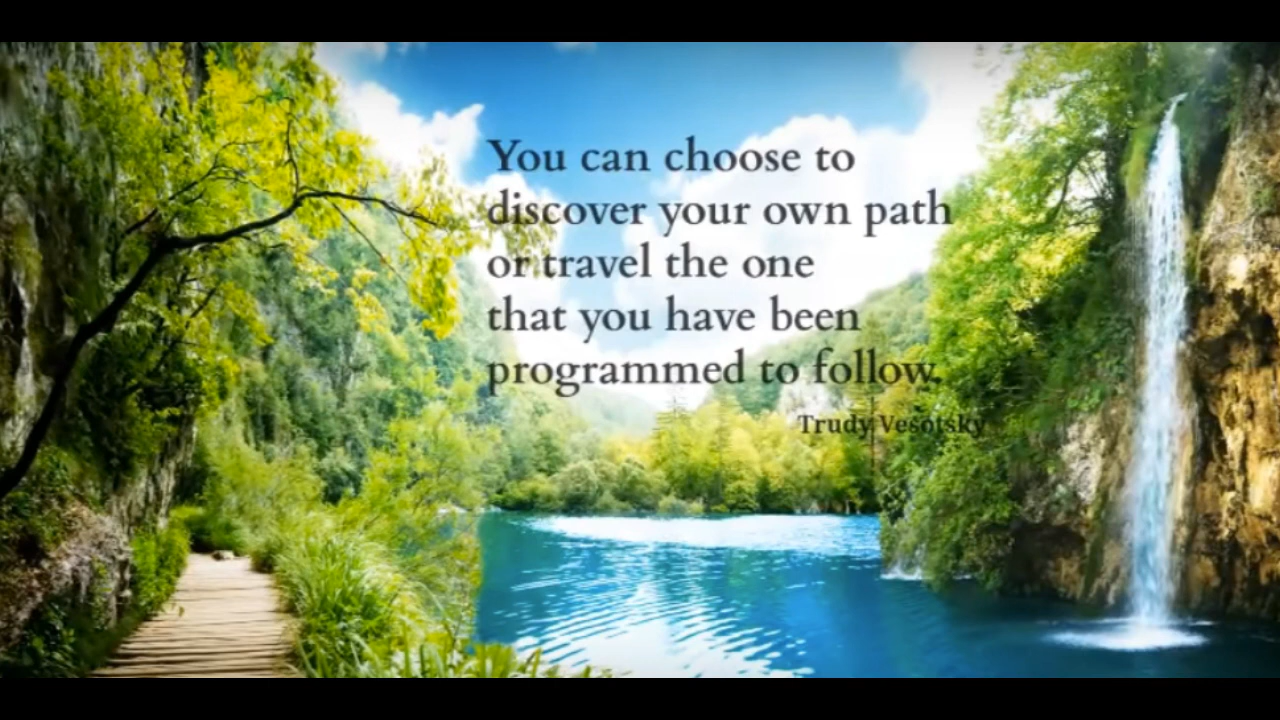 You can choose to
discover your own path
or travel the one
that you have been
programmed to follow.
Trudy Vesotsky